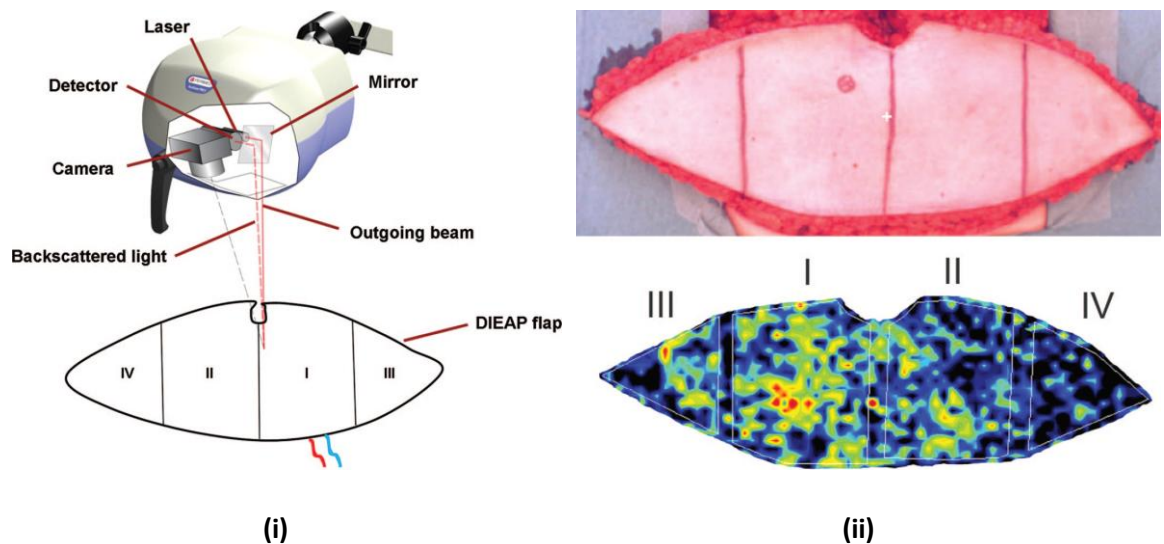 Laser
Detector
Mirror
Camera
Outgoing beam
Backscattered light
DIEAP flap
IV II I III
I II
III IV
(i) (ii)